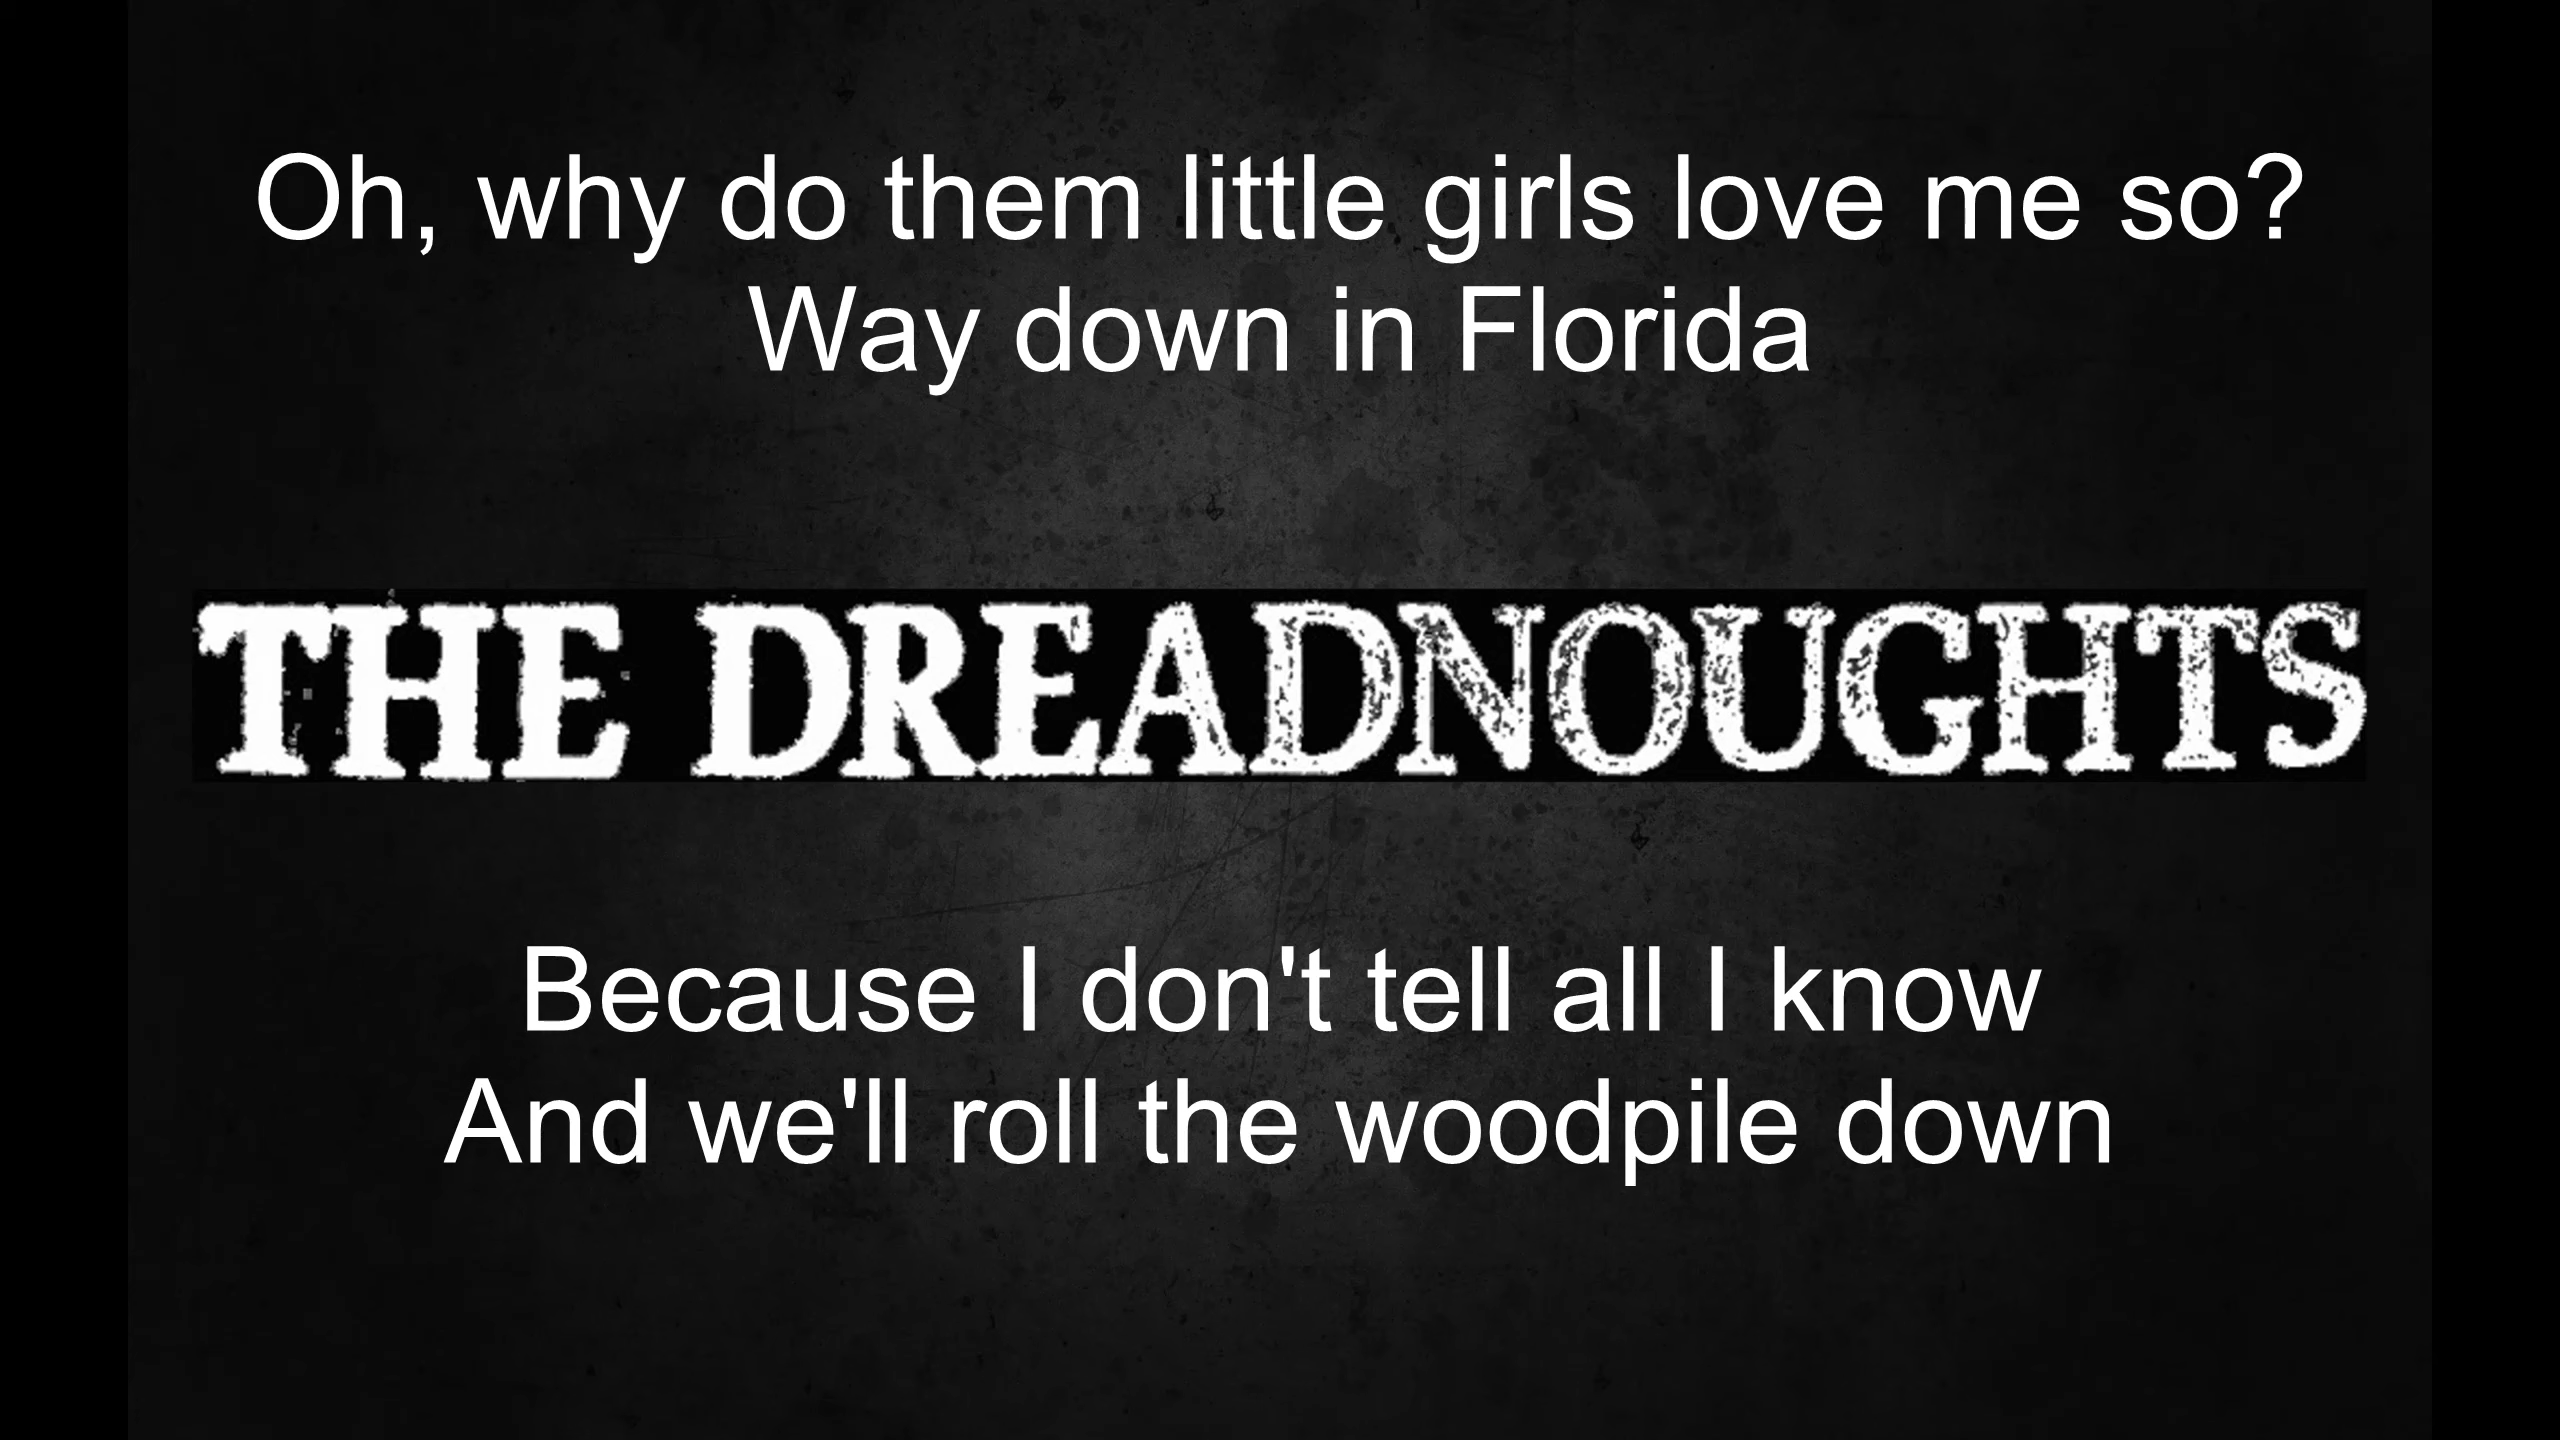 Oh, why do them little girls love me so?
Way down in Florida
THE DREADNOUGHTS
Because I don't tell all I know
And we'll roll the woodpile down